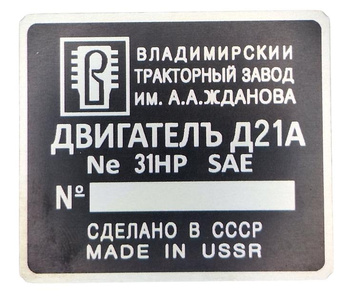 ВЛАДИМИРСКИЙ
ТРАКТОРНЫЙ ЗАВОД
ИМ. А.А.ЖДАНОВА
ДВИГАТЕЛЪ Д21А
Ne 31HP SAE
№
СДЕЛАНО В СССР
MADE IN USSR